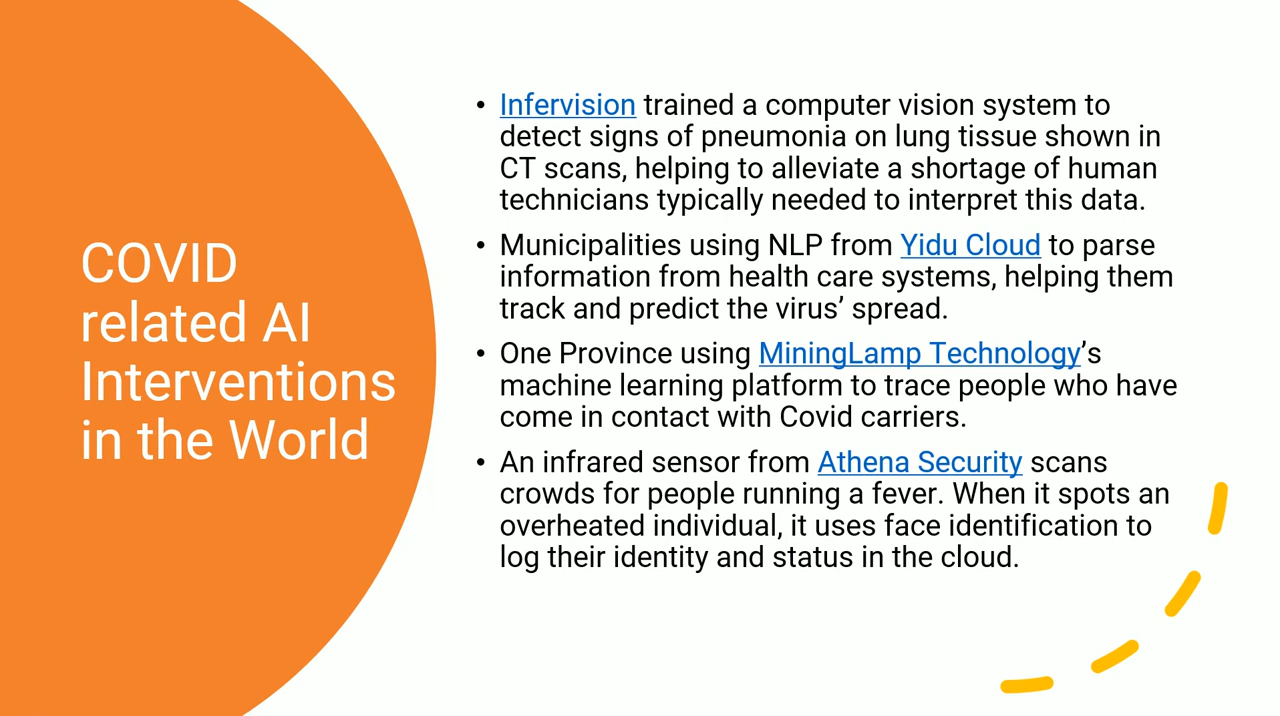 COVID
related AI
Interventions
in the World
• Infervision trained a computer vision system to
detect signs of pneumonia on lung tissue shown in
CT scans, helping to alleviate a shortage of human
technicians typically needed to interpret this data.
• Municipalities using NLP from Yidu Cloud to parse
information from health care systems, helping them
track and predict the virus’ spread.
• One Province using MiningLamp Technology’s
machine learning platform to trace people who have
come in contact with Covid carriers.
• An infrared sensor from Athena Security scans
crowds for people running a fever. When it spots an
overheated individual, it uses face identification to
log their identity and status in the cloud.